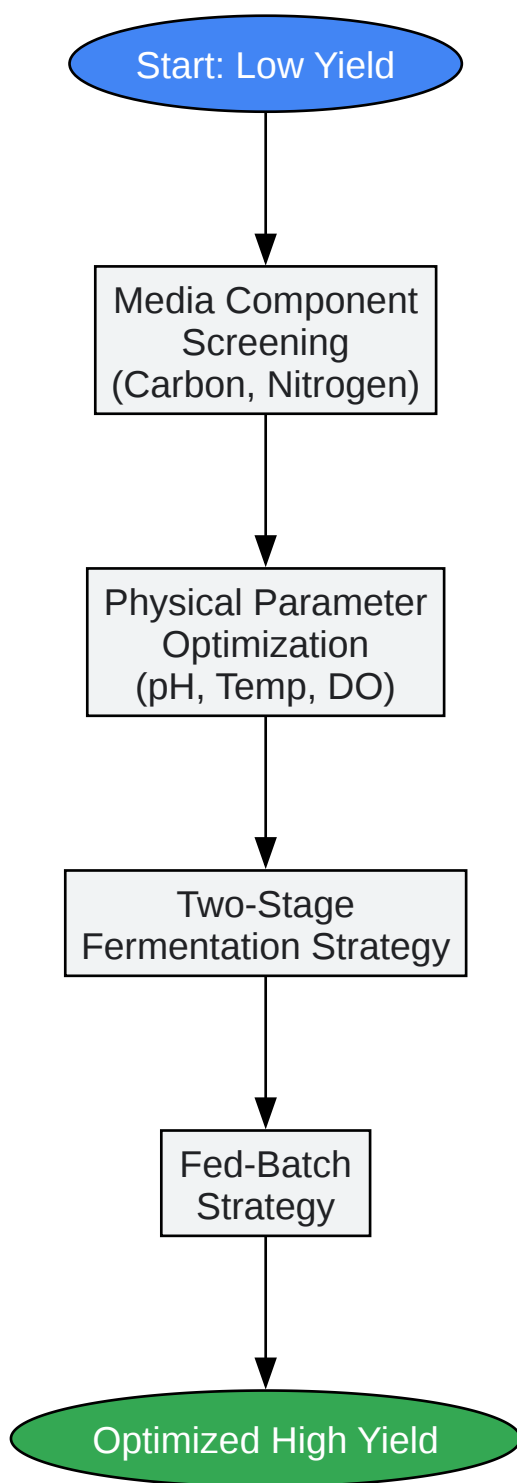 Start: Low Yield
Media Component
Screening
(Carbon, Nitrogen)
Physical Parameter
Optimization
(pH, Temp, DO)
Two-Stage
Fermentation Strategy
Fed-Batch
Strategy
Optimized High Yield